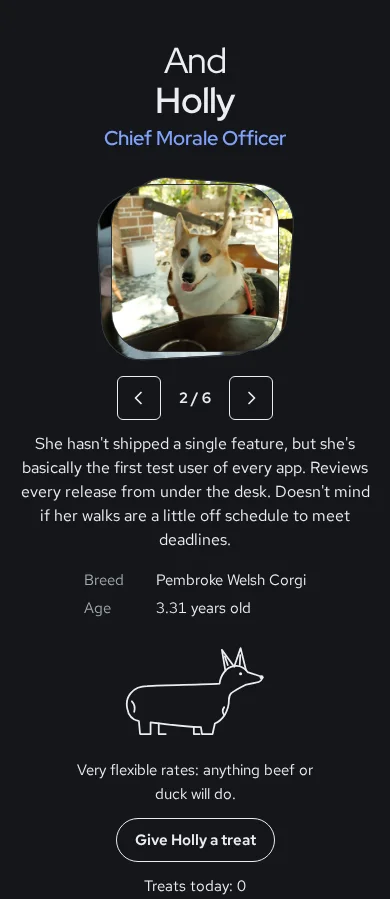 And
Holly
Chief Morale Officer
2 / 6
She hasn't shipped a single feature, but she's
basically the first test user of every app. Reviews
every release from under the desk. Doesn't mind
if her walks are a little off schedule to meet
deadlines.
Breed Pembroke Welsh Corgi
Age 3.31 years old
Very flexible rates: anything beef or
duck will do.
Give Holly a treat
Treats today: 0